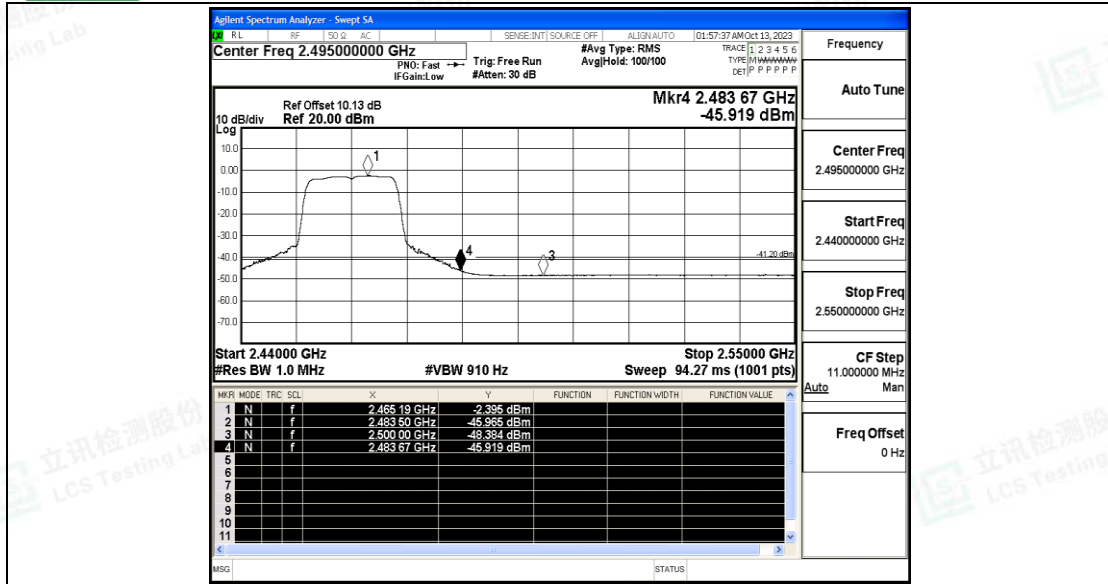 Agilent Spectrum Analyzer - Swept SA
RL RF 50 Ω AC SENSE:INT SOURCE OFF ALIGN AUTO 01:57:37 AM Oct 13, 2023
Center Freq 2.495000000 GHz
PNO: Fast
IFGain:Low
Trig: Free Run
#Atten: 30 dB
#Avg Type: RMS
Avg|Hold: 100/100
TRACE 1 2 3 4 5 6
TYPE M
DET P P P P P P
Ref Offset 10.13 dB
10 dB/div Ref 20.00 dBm
Log
Mkr4 2.483 67 GHz
-45.919 dBm
10.0
0.00
-10.0
-20.0
-30.0
-40.0
-50.0
-60.0
-70.0
1
4
3
-41.20 dBm
Start 2.44000 GHz Stop 2.55000 GHz
#Res BW 1.0 MHz #VBW 910 Hz Sweep 94.27 ms (1001 pts)
MKR MODE TRC SCL X Y FUNCTION FUNCTION WIDTH FUNCTION VALUE
1 N f 2.465 19 GHz -2.395 dBm
2 N f 2.483 50 GHz -45.965 dBm
3 N f 2.500 00 GHz -48.384 dBm
4 N f 2.483 67 GHz -45.919 dBm
5
6
7
8
9
10
11
MSG STATUS
Frequency
Auto Tune
Center Freq
2.495000000 GHz
Start Freq
2.440000000 GHz
Stop Freq
2.550000000 GHz
CF Step
11.000000 MHz
Auto Man
Freq Offset
0 Hz
立讯检测股份
LCS Testing Lab
立讯检测股
LCS Testing